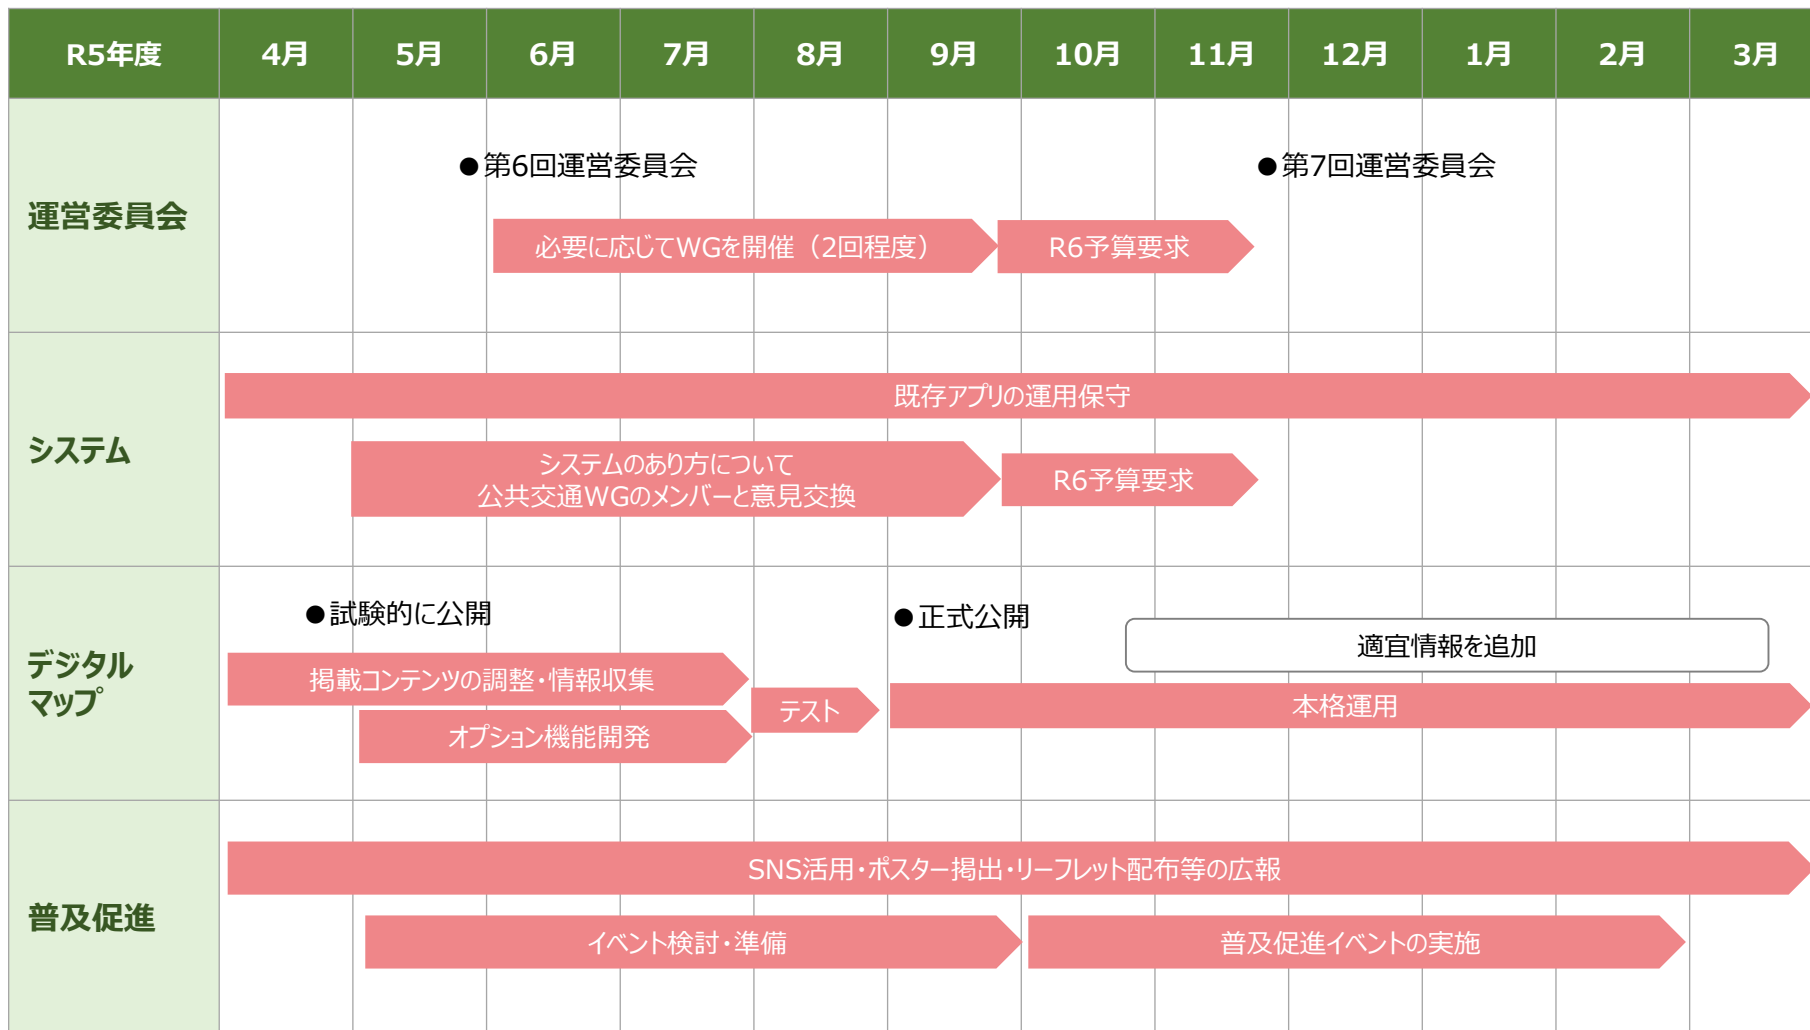 R5年度 4月 5月 6月 7月 8月 9月 10月 11月 12月 1月 2月 3月
運営委員会
●第6回運営委員会
●第7回運営委員会
必要に応じてWGを開催（2回程度）
R6予算要求
システム
既存アプリの運用保守
システムのあり方について
公共交通WGのメンバーと意見交換
R6予算要求
デジタル
マップ
●試験的に公開
●正式公開
適宜情報を追加
掲載コンテンツの調整・情報収集
テスト
本格運用
オプション機能開発
普及促進
SNS活用・ポスター掲出・リーフレット配布等の広報
イベント検討・準備
普及促進イベントの実施